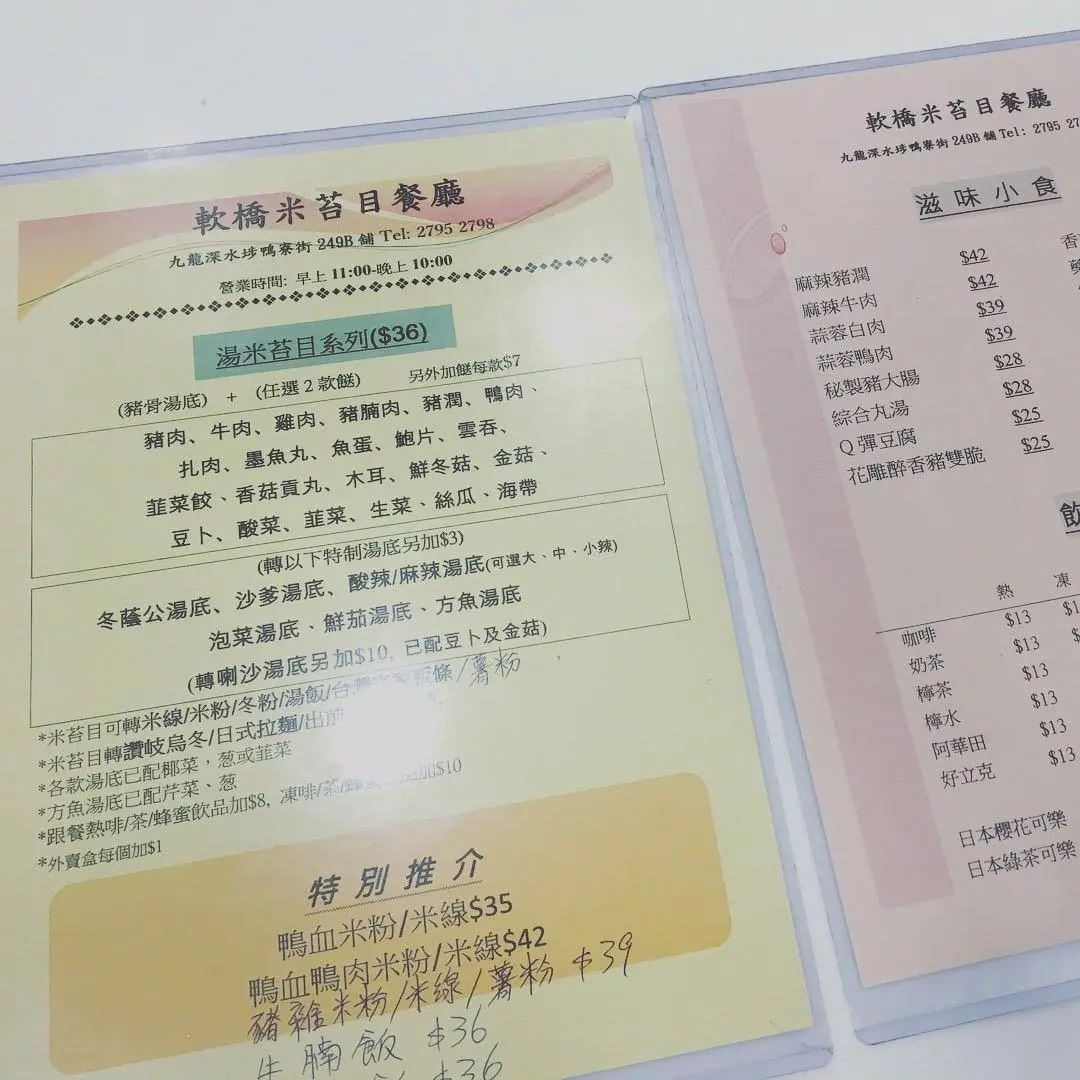 軟橋米苔目餐廳
九龍深水埗鴨寮街 249B 舖 Tel: 2795 2798
營業時間: 早上 11:00-晚上 10:00
湯米苔目系列($36)
(豬骨湯底) + (任選 2 款餸) 另外加餸每款$7
豬肉、牛肉、雞肉、豬腩肉、豬潤、鴨肉、
扎肉、墨魚丸、魚蛋、鮑片、雲吞、
韮菜餃、香菇貢丸、木耳、鮮冬菇、金菇、
豆卜、酸菜、韮菜、生菜、絲瓜、海帶
(轉以下特制湯底另加$3)
冬蔭公湯底、沙爹湯底、酸辣/麻辣湯底(可選大、中、小辣)
泡菜湯底、鮮茄湯底、方魚湯底
(轉喇沙湯底另加$10, 已配豆卜及金菇)
*米苔目可轉米線/米粉/冬粉/湯飯/台灣 粄條/薯粉
*米苔目轉讚岐烏冬/日式拉麵/出前
*各款湯底已配椰菜，葱或韮菜
*方魚湯底已配芹菜、葱
*跟餐熱啡/茶/蜂蜜飲品加$8, 凍啡/茶/蜂 品加$10
*外賣盒每個加$1
特別推介
鴨血米粉/米線$35
鴨血鴨肉米粉/米線$42
豬雜米粉/米線/薯粉 $39
牛腩飯 $36
$36
軟橋米苔目餐廳
九龍深水埗鴨寮街 249B 舖 Tel: 2795 27
滋味小食
麻辣豬潤 $42
麻辣牛肉 $42
蒜蓉白肉 $39
蒜蓉鴨肉 $39
秘製豬大腸 $28
綜合丸湯 $28
Q 彈豆腐 $25
花雕醉香豬雙脆 $25
香
飲
熱 凍
咖啡 $13 $1
奶茶 $13
檸茶 $13
檸水 $13
阿華田 $13
好立克 $13
日本櫻花可樂
日本綠茶可樂